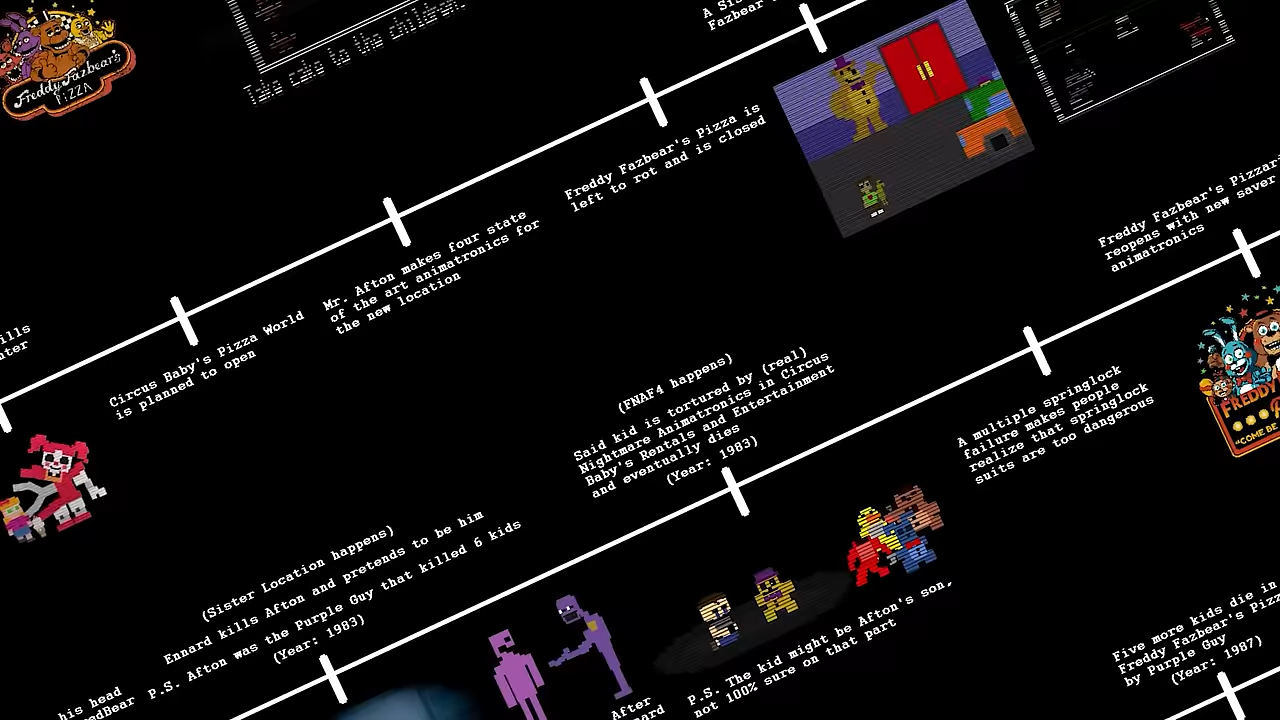 Freddy Fazbear's
PIZZA
Take cake to the children.
A Sis
Fazbear
Freddy Fazbear's Pizza is
left to rot and is closed
Mr. Afton makes four state
of the art animatronics for
the new location
Circus Baby's Pizza World
is planned to open
Freddy Fazbear's Pizzar
reopens with new saver
animatronics
(FNAF4 happens)
Said kid is tortured by (real)
Nightmare Animatronics in Circus
Baby's Rentals and Entertainment
and eventually dies
(Year: 1983)
A multiple springlock
failure makes people
realize that springlock
suits are too dangerous
FREDDY
"COME BE
(Sister Location happens)
Ennard kills Afton and pretends to be him
P.S. Afton was the Purple Guy that killed 6 kids
(Year: 1983)
his head
edBear
After
P.S. The kid might be Afton's son,
not 100% sure on that part
Five more kids die in
Freddy Fazbear's Pizz
by Purple Guy
(Year: 1987)